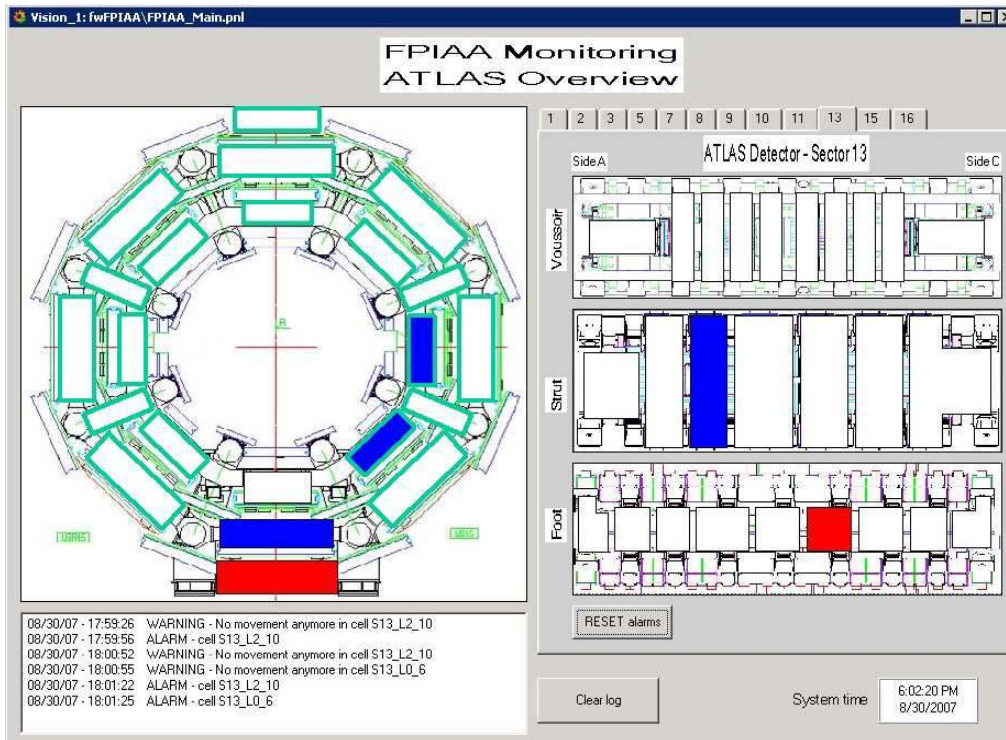 Vision_1: fwFPIAA\FPIAA_Main.pnl
FPIAA Monitoring
ATLAS Overview
1 2 3 5 7 8 9 10 11 13 15 16
ATLAS Detector - Sector 13
Side A
Side C
Voussoir
Strut
Foot
R
USA15
RESET alarms
08/30/07 - 17:59:26 WARNING - No movement anymore in cell S13_L2_10
08/30/07 - 17:59:56 ALARM - cell S13_L2_10
08/30/07 - 18:00:52 WARNING - No movement anymore in cell S13_L2_10
08/30/07 - 18:00:55 WARNING - No movement anymore in cell S13_L0_6
08/30/07 - 18:01:22 ALARM - cell S13_L2_10
08/30/07 - 18:01:25 ALARM - cell S13_L0_6
Clear log
System time
6:02:20 PM
8/30/2007